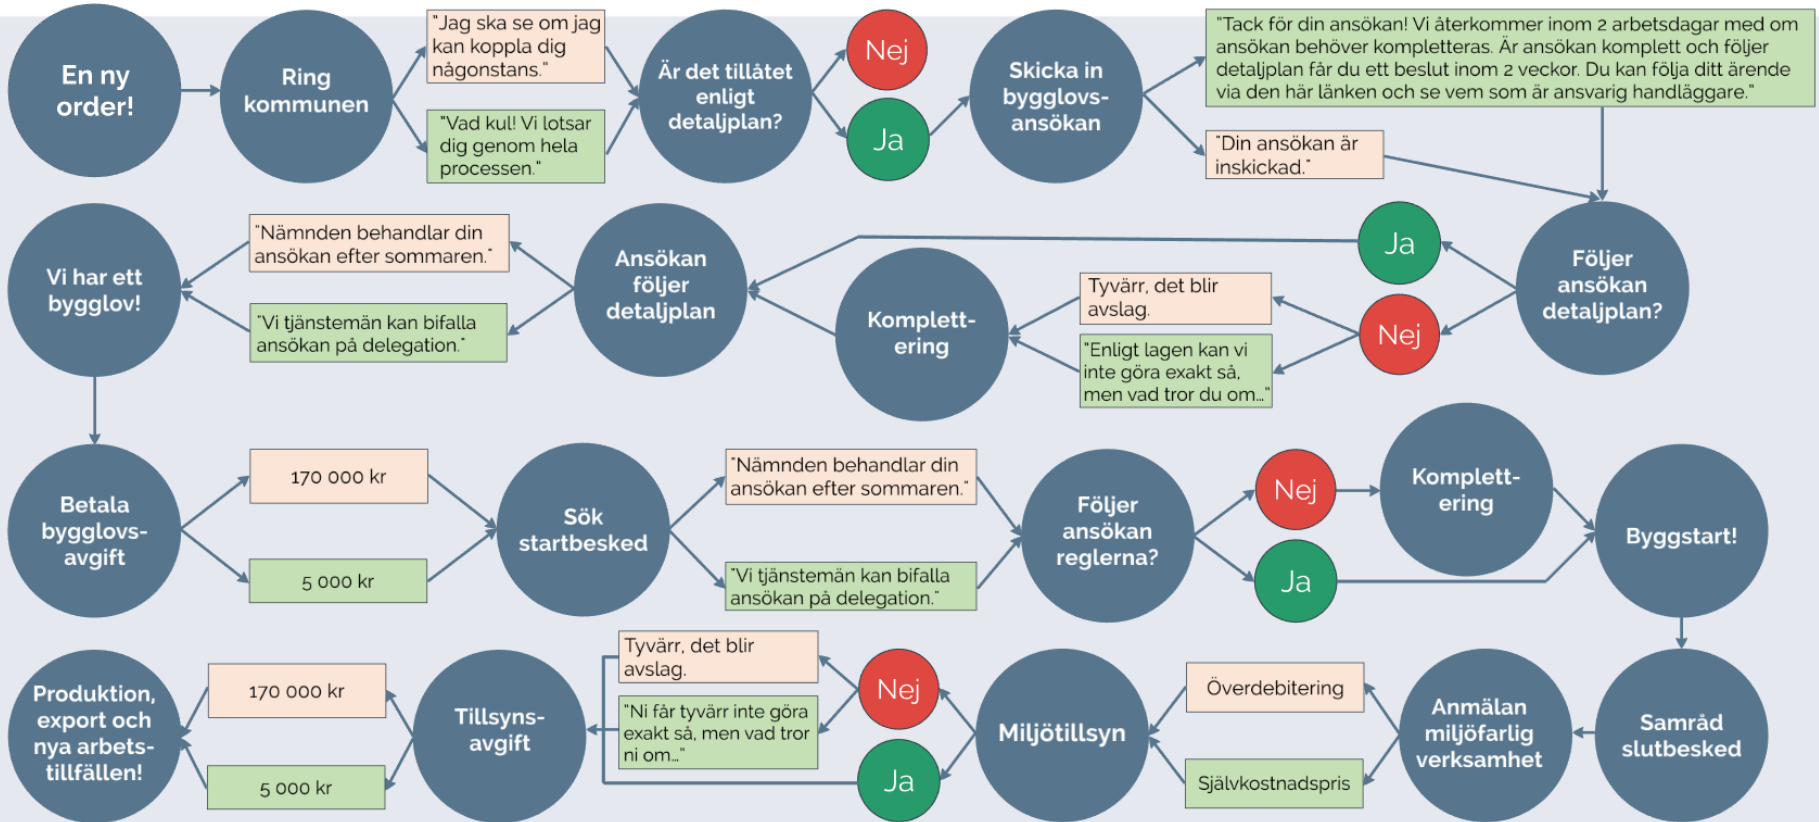 En ny
order!
Ring
kommunen
"Jag ska se om jag
kan koppla dig
någonstans."
"Vad kul! Vi lotsar
dig genom hela
processen."
Är det tillåtet
enligt
detaljplan?
Nej
Ja
Skicka in
bygglovs-
ansökan
"Tack för din ansökan! Vi återkommer inom 2 arbetsdagar med om
ansökan behöver kompletteras. Är ansökan komplett och följer
detaljplan får du ett beslut inom 2 veckor. Du kan följa ditt ärende
via den här länken och se vem som är ansvarig handläggare."
"Din ansökan är
inskickad."
Följer
ansökan
detaljplan?
Ja
Nej
Tyvärr, det blir
avslag.
"Enligt lagen kan vi
inte göra exakt så,
men vad tror du om..."
Komplett-
ering
Ansökan
följer
detaljplan
"Nämnden behandlar din
ansökan efter sommaren."
"Vi tjänstemän kan bifalla
ansökan på delegation."
Vi har ett
bygglov!
Betala
bygglovs-
avgift
170 000 kr
5 000 kr
Sök
startbesked
"Nämnden behandlar din
ansökan efter sommaren."
"Vi tjänstemän kan bifalla
ansökan på delegation."
Följer
ansökan
reglerna?
Nej
Ja
Komplett-
ering
Byggstart!
Samråd
slutbesked
Anmälan
miljöfarlig
verksamhet
Överdebitering
Självkostnadspris
Miljötillsyn
Nej
Ja
Tyvärr, det blir
avslag.
"Ni får tyvärr inte göra
exakt så, men vad tror
ni om..."
Tillsyns-
avgift
170 000 kr
5 000 kr
Produktion,
export och
nya arbets-
tillfällen!